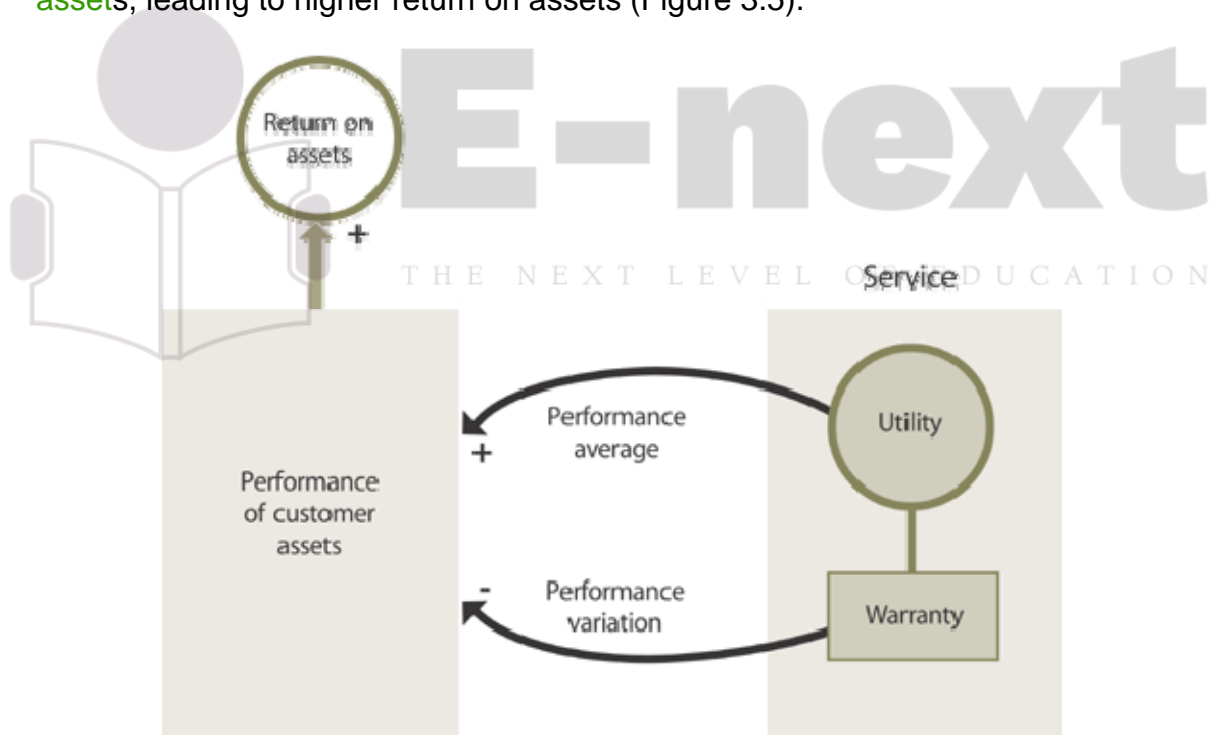 assets, leading to higher return on assets (Figure 3.5).
E-next
THE NEXT LEVEL OF EDUCATION
Return on
assets
+
Service
Performance
average
+
Utility
Performance
of customer
assets
-
Performance
variation
Warranty